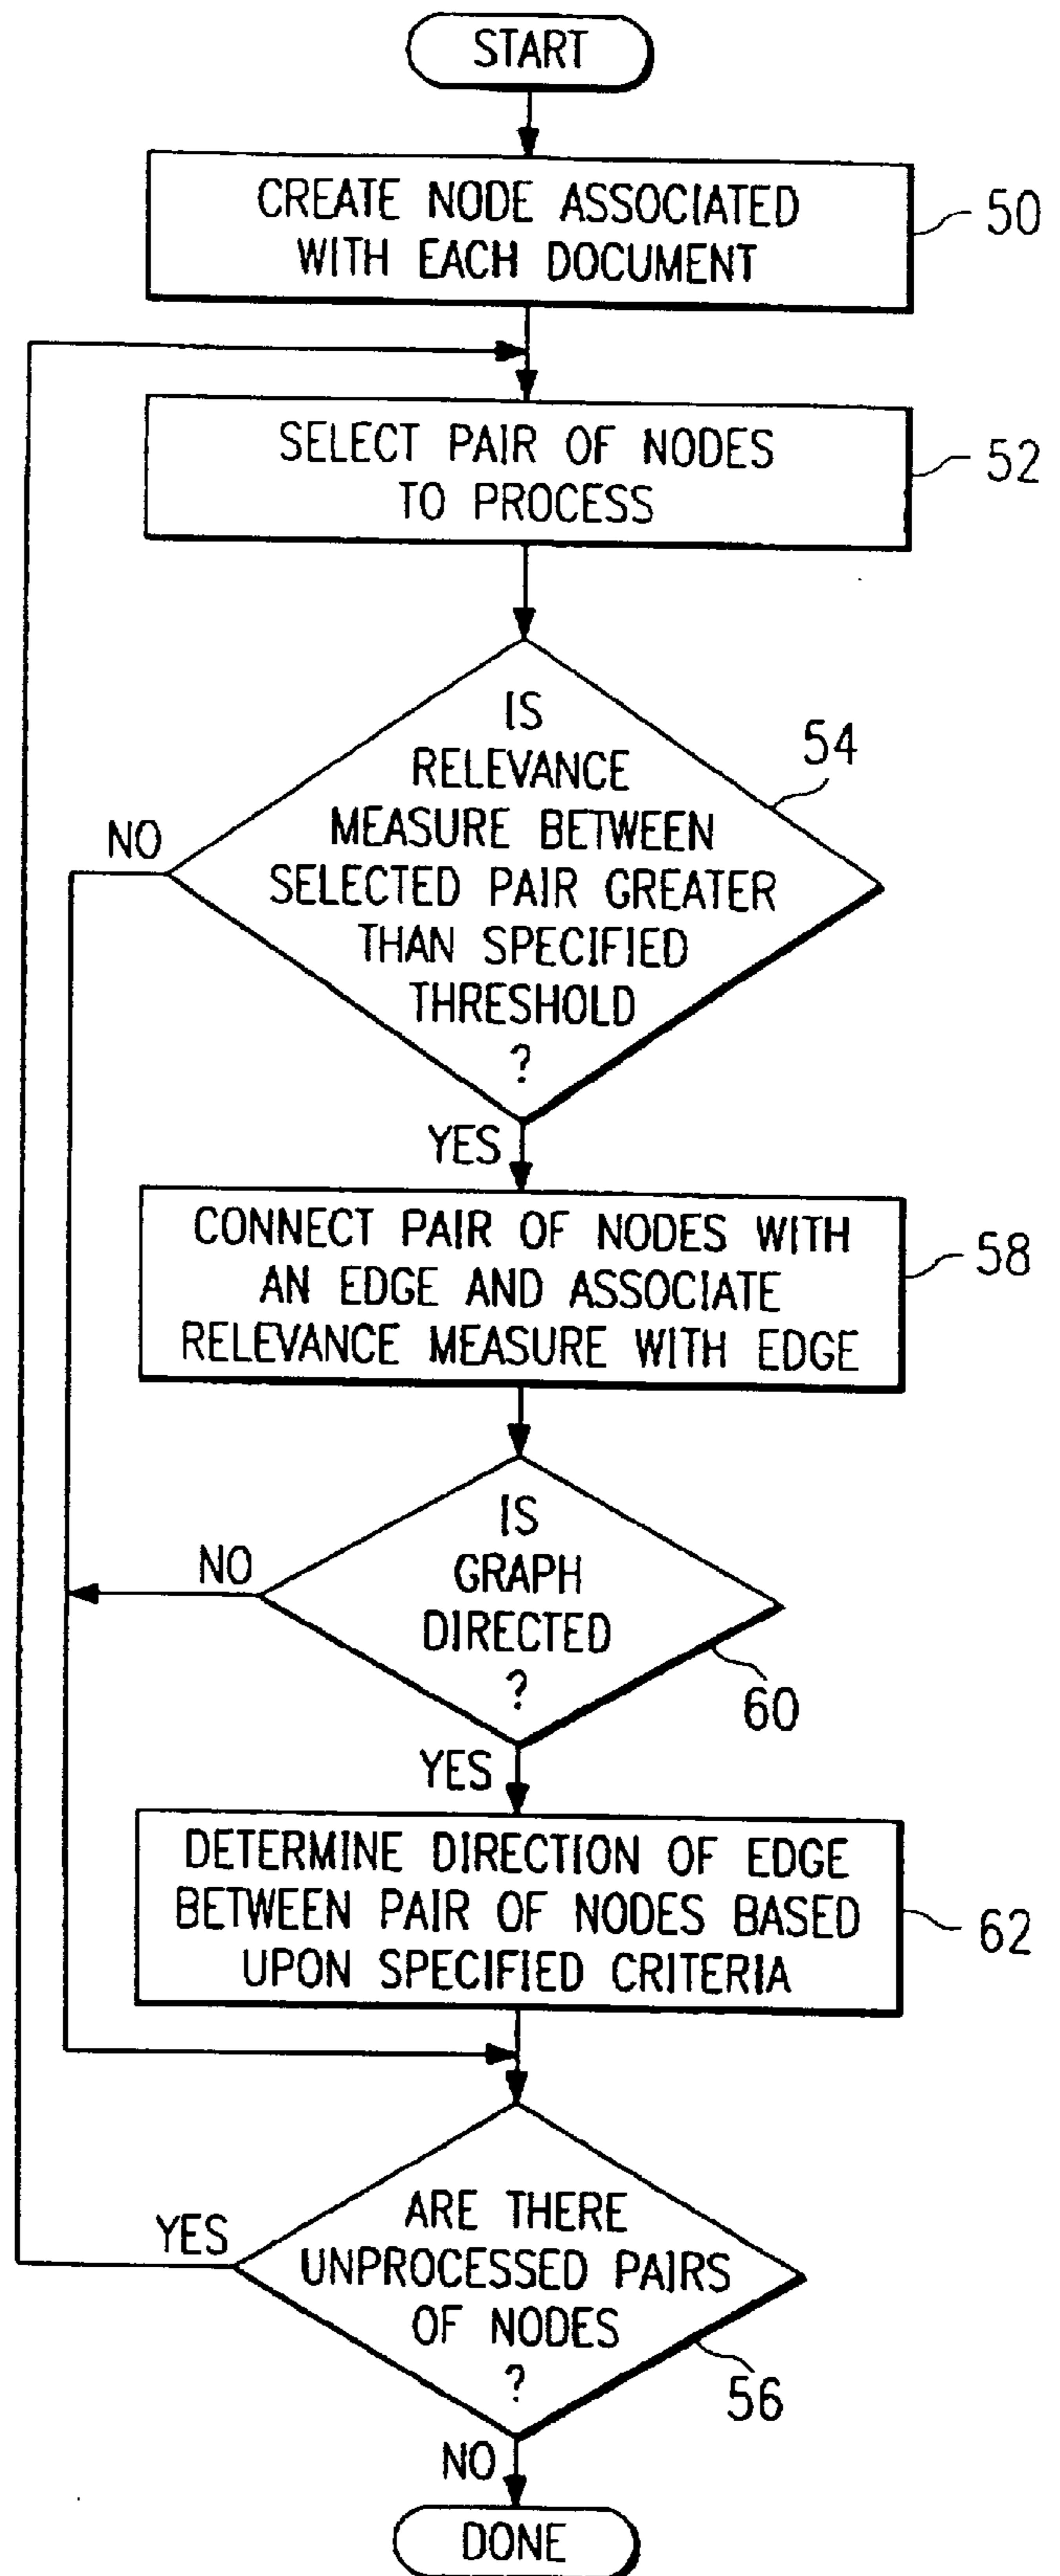 START
CREATE NODE ASSOCIATED
WITH EACH DOCUMENT
50
SELECT PAIR OF NODES
TO PROCESS
52
IS
RELEVANCE
MEASURE BETWEEN
SELECTED PAIR GREATER
THAN SPECIFIED
THRESHOLD
?
54
NO
YES
CONNECT PAIR OF NODES WITH
AN EDGE AND ASSOCIATE
RELEVANCE MEASURE WITH EDGE
58
IS
GRAPH
DIRECTED
?
NO
60
YES
DETERMINE DIRECTION OF EDGE
BETWEEN PAIR OF NODES BASED
UPON SPECIFIED CRITERIA
62
ARE THERE
UNPROCESSED PAIRS
OF NODES
?
YES
56
NO
DONE